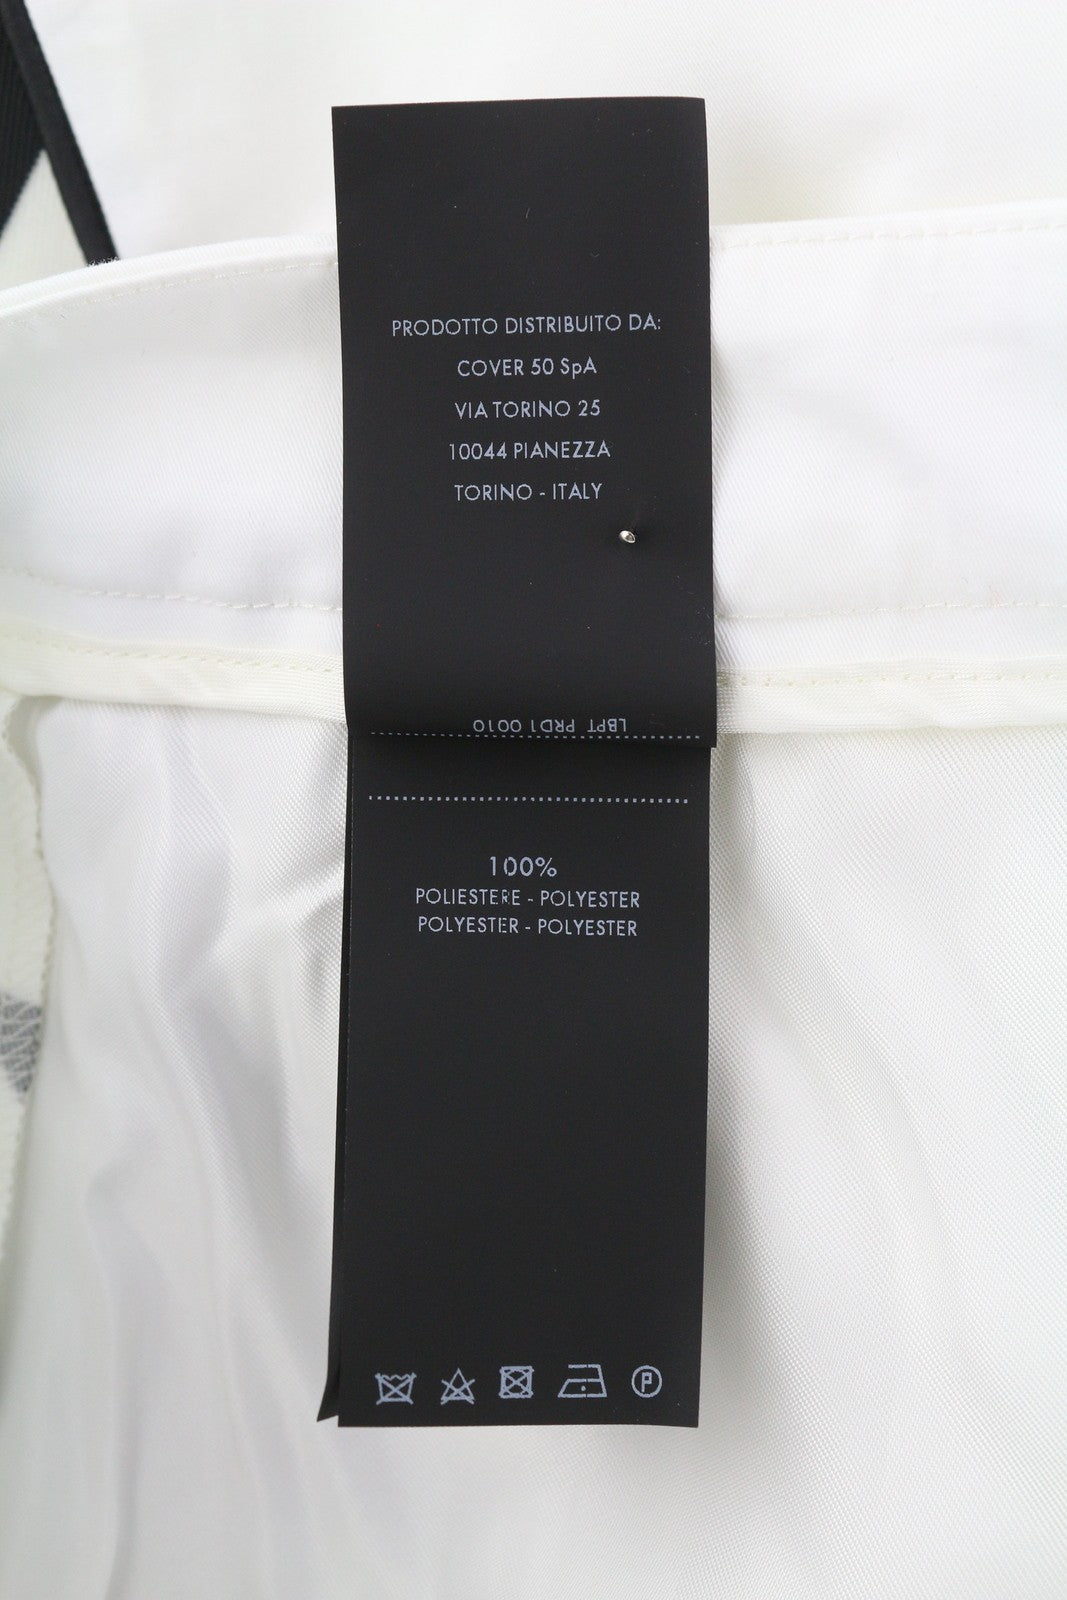 PRODOTTO DISTRIBUITO DA:
COVER 50 SpA
VIA TORINO 25
10044 PIANEZZA
TORINO - ITALY
LBPT PRD1 0010
100%
POLIESTERE - POLYESTER
POLYESTER - POLYESTER
P